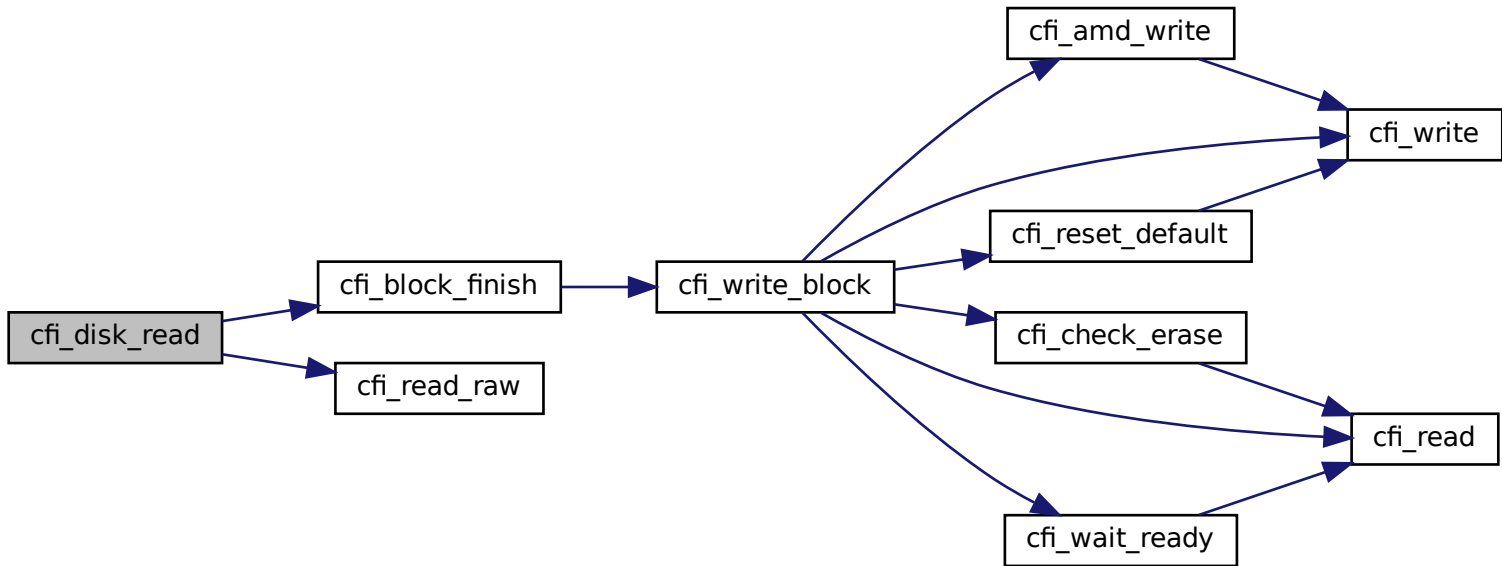 cfi_amd_write
cfi_write
cfi_reset_default
cfi_block_finish
cfi_write_block
cfi_disk_read
cfi_check_erase
cfi_read_raw
cfi_read
cfi_wait_ready